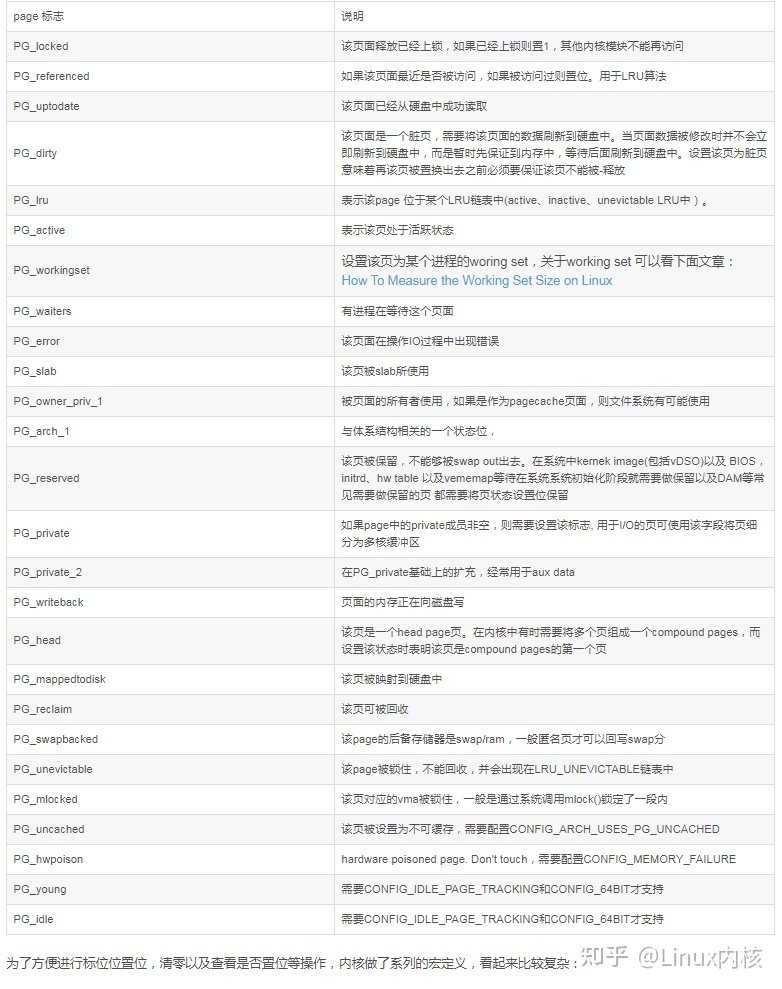 page 标志 说明
PG_locked 该页面释放已经上锁，如果已经上锁则置1，其他内核模块不能再访问
PG_referenced 如果该页面最近是否被访问，如果被访问过则置位。用于LRU算法
PG_uptodate 该页面已经从硬盘中成功读取
PG_dirty
该页面是一个脏页，需要将该页面的数据刷新到硬盘中。当页面数据被修改时并不会立
即刷新到硬盘中，而是暂时先保证到内存中，等待后面刷新到硬盘中。设置该页为脏页
意味着再该页被置换出去之前必须要保证该页不能被-释放
PG_lru 表示该page 位于某个LRU链表中(active、inactive、unevictable LRU中 ) 。
PG_active 表示该页处于活跃状态
PG_workingset
设置该页为某个进程的woring set，关于working set 可以看下面文章：
How To Measure the Working Set Size on Linux
PG_waiters 有进程在等待这个页面
PG_error 该页面在操作IO过程中出现错误
PG_slab 该页被slab所使用
PG_owner_priv_1 被页面的所有者使用，如果是作为pagecache页面，则文件系统有可能使用
PG_arch_1 与体系结构相关的一个状态位，
PG_reserved
该页被保留，不能够被swap out出去。在系统中kernek image(包括vDSO)以及 BIOS，
initrd、hw table 以及vememap等待在系统系统初始化阶段就需要做保留以及DAM等常
见需要做保留的页 都需要将页状态设置位保留
PG_private
如果page中的private成员非空，则需要设置该标志, 用于I/O的页可使用该字段将页细
分为多核缓冲区
PG_private_2 在PG_private基础上的扩充，经常用于aux data
PG_writeback 页面的内存正在向磁盘写
PG_head
该页是一个head page页。在内核中有时需要将多个页组成一个compound pages，而
设置该状态时表明该页是compound pages的第一个页
PG_mappedtodisk 该页被映射到硬盘中
PG_reclaim 该页可被回收
PG_swapbacked 该page的后备存储器是swap/ram，一般匿名页才可以回写swap分
PG_unevictable 该page被锁住，不能回收，并会出现在LRU_UNEVICTABLE链表中
PG_mlocked 该页对应的vma被锁住，一般是通过系统调用mlock()锁定了一段内
PG_uncached 该页被设置为不可缓存，需要配置CONFIG_ARCH_USES_PG_UNCACHED
PG_hwpoison hardware poisoned page. Don't touch，需要配置CONFIG_MEMORY_FAILURE
PG_young 需要CONFIG_IDLE_PAGE_TRACKING和CONFIG_64BIT才支持
PG_idle 需要CONFIG_IDLE_PAGE_TRACKING和CONFIG_64BIT才支持
为了方便进行标位位置位，清零以及查看是否置位等操作，内核做了系列的宏定义，看起来比较复杂：
知乎 @Linux内核